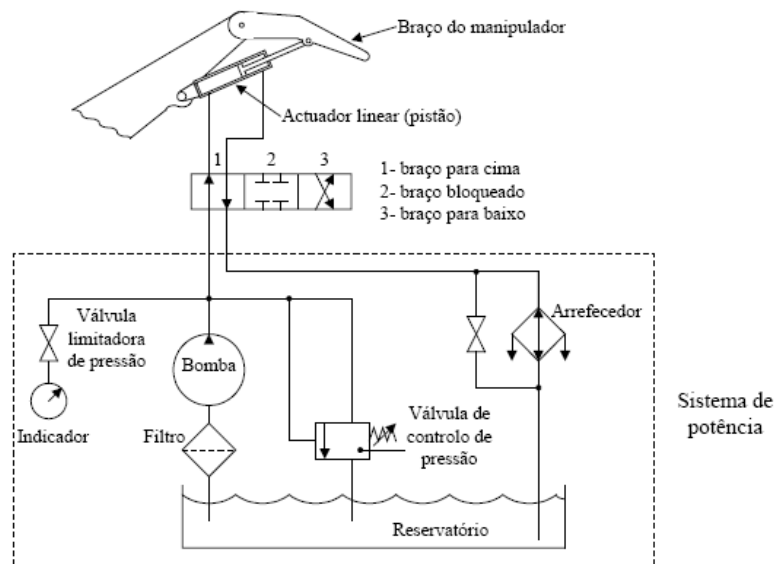 Braço do manipulador
Actuador linear (pistão)
1 2 3
1- braço para cima
2- braço bloqueado
3- braço para baixo
Válvula
limitadora
de pressão
Bomba
Arrefecedor
Indicador
Filtro
Válvula de
controlo de
pressão
Sistema de
potência
Reservatório